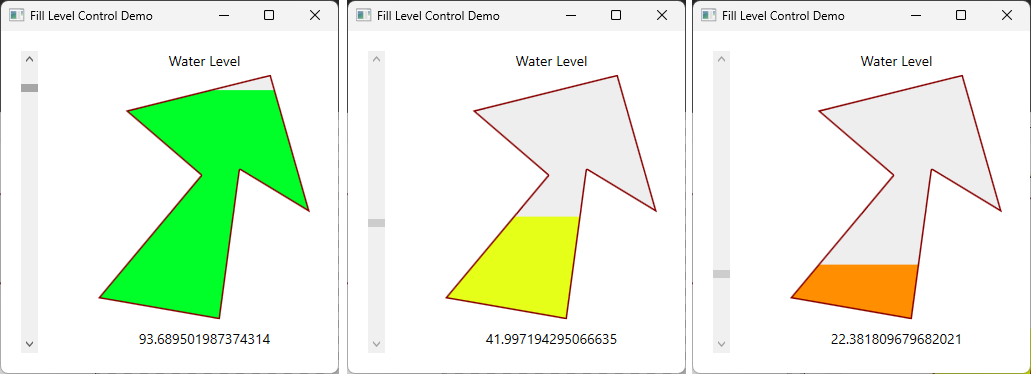 Fill Level Control Demo
Water Level
93.689501987374314
Fill Level Control Demo
Water Level
41.997194295066635
Fill Level Control Demo
Water Level
22.381809679682021